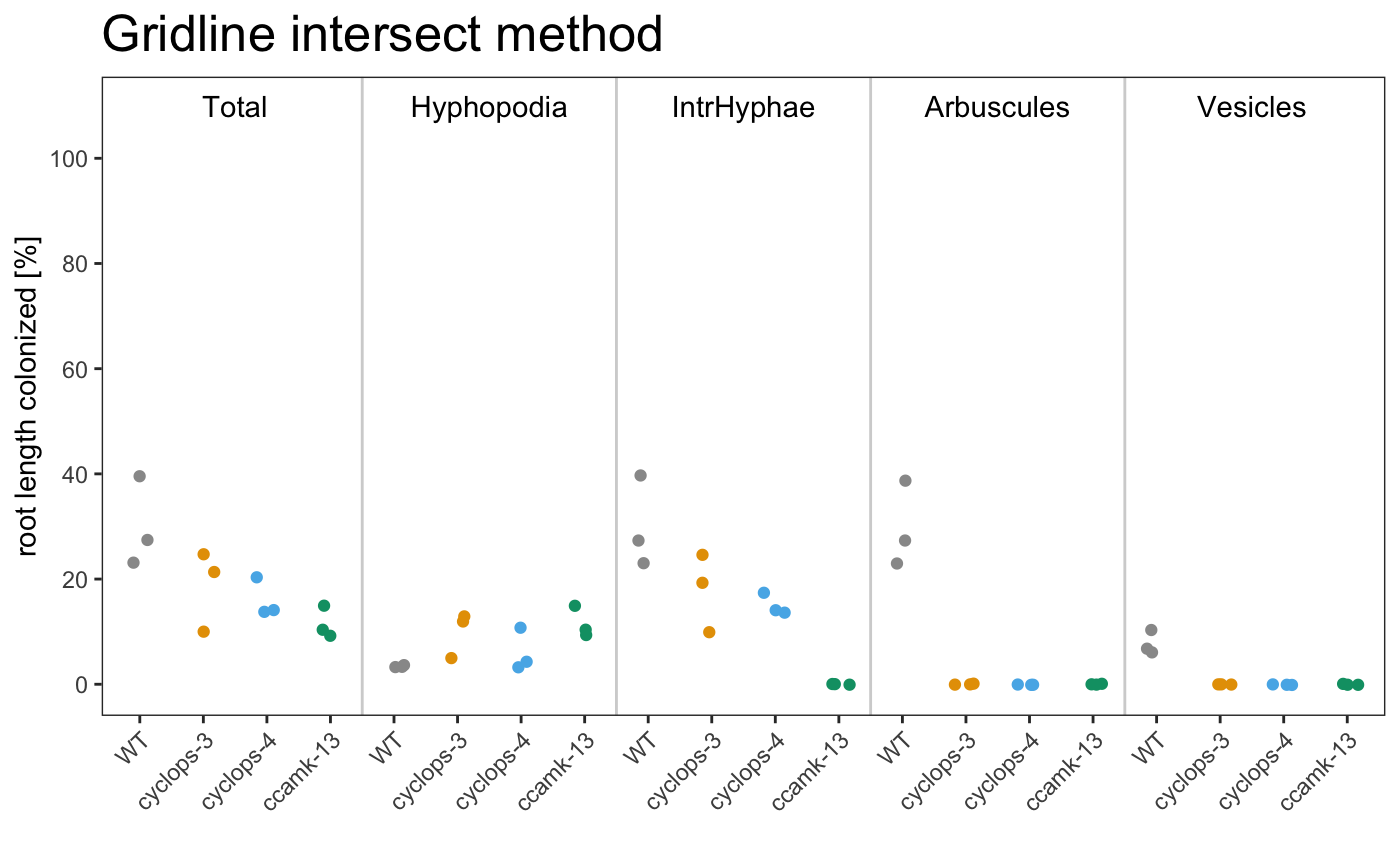 Gridline intersect method
Total Hyphopodia IntrHyphae Arbuscules Vesicles
root length colonized [%]
100
80
60
40
20
0
WT cyclops-3 cyclops-4 ccamk-13 WT cyclops-3 cyclops-4 ccamk-13 WT cyclops-3 cyclops-4 ccamk-13 WT cyclops-3 cyclops-4 ccamk-13 WT cyclops-3 cyclops-4 ccamk-13